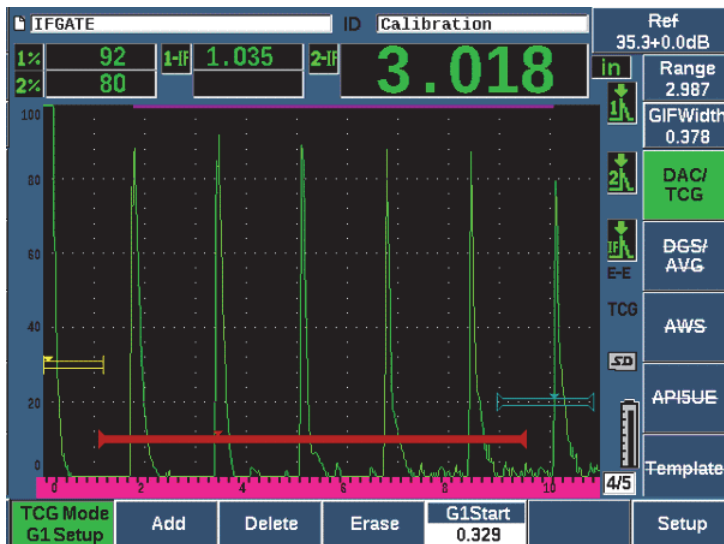 IFGATE ID Calibration
Ref
35.3+0.0dB
1% 92 1-IF 1.035 2-IF 3.018
2% 80
in
Range
2.987
GIFWidth
0.378
DAC/
TCG
DGS/
AVG
AWS
API5UE
Template
100
80
60
40
20
0
1
2
IF
E-E
TCG
SD
4/5
0 2 4 6 8 10
TCG Mode
G1 Setup
Add
Delete
Erase
G1Start
0.329
Setup